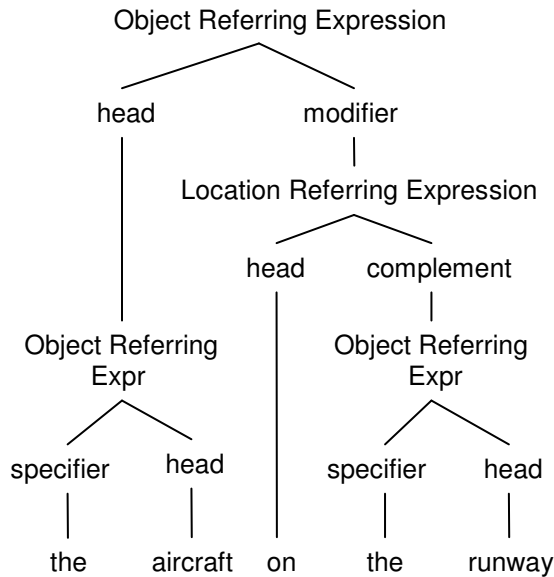 Object Referring Expression
head modifier
Location Referring Expression
head complement
Object Referring Expr
Object Referring Expr
specifier head specifier head
the aircraft on the runway